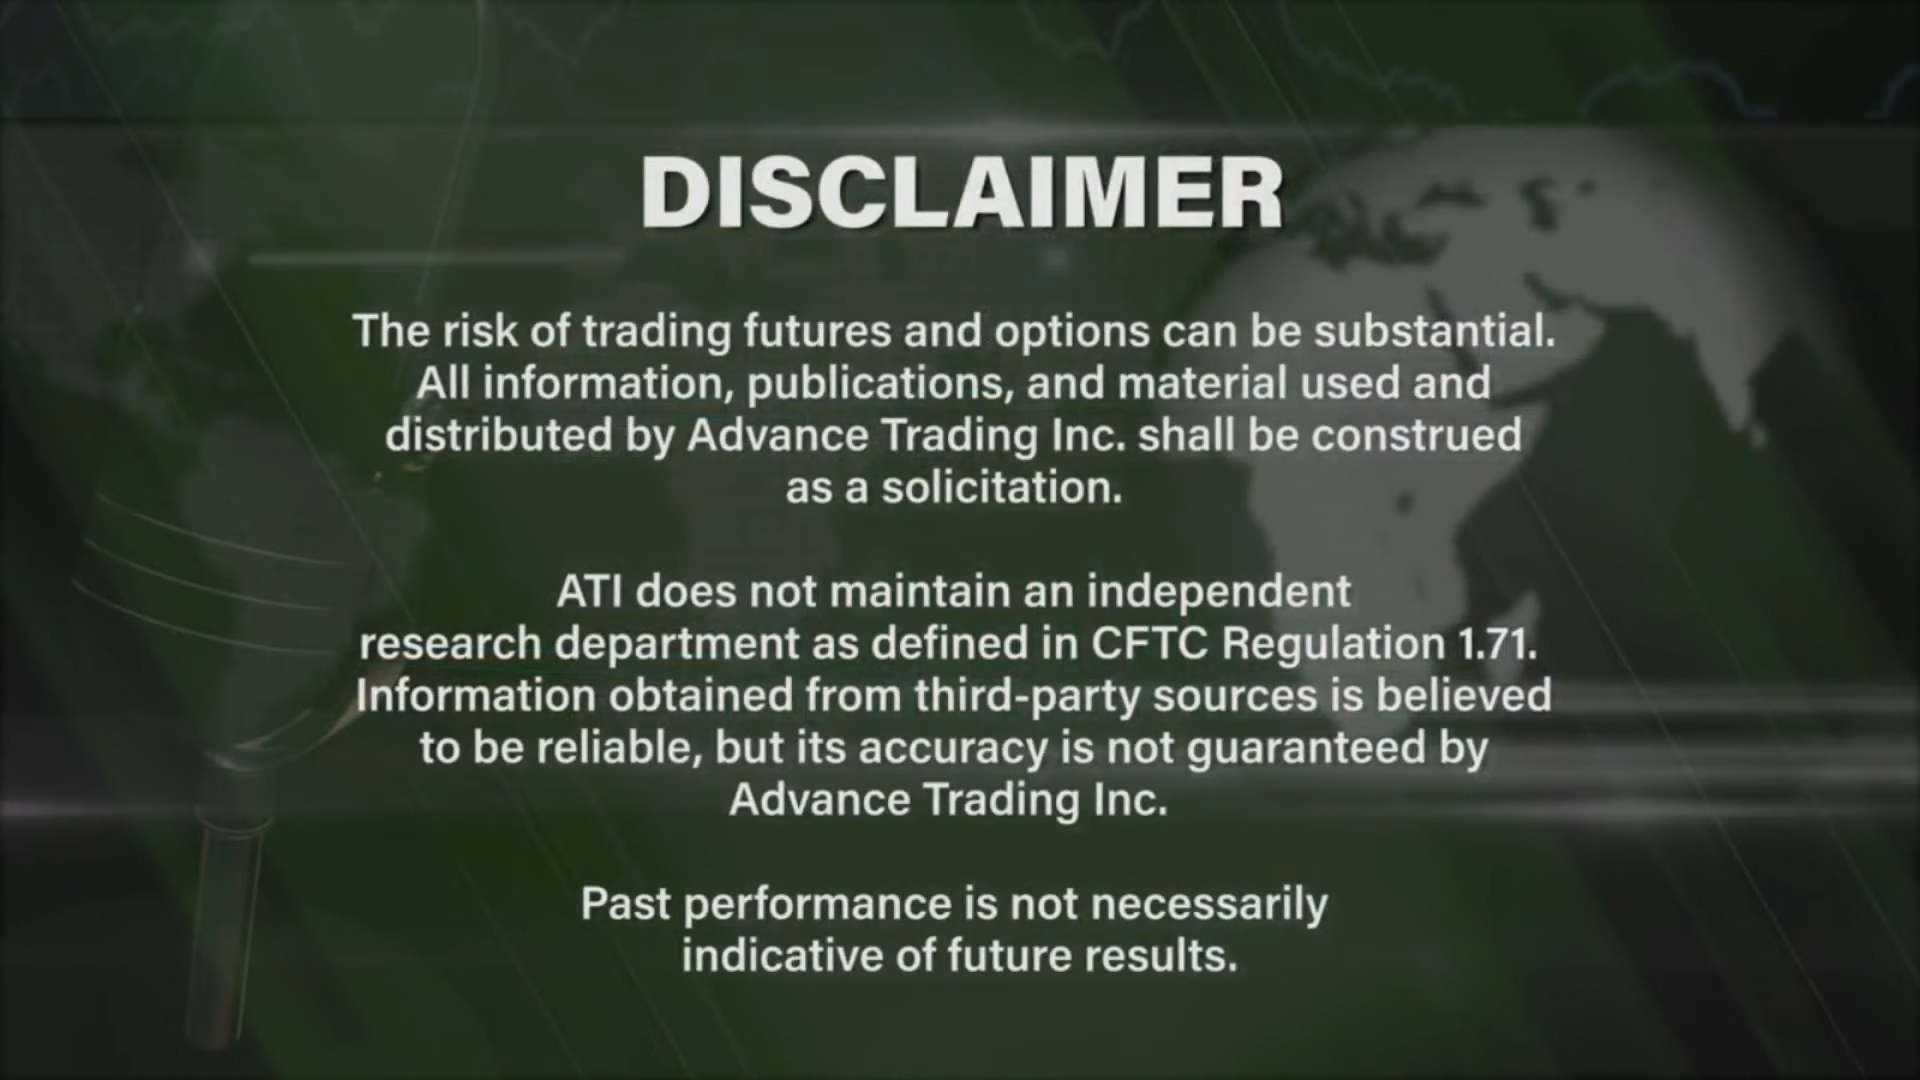 DISCLAIMER
The risk of trading futures and options can be substantial.
All information, publications, and material used and
distributed by Advance Trading Inc. shall be construed
as a solicitation.
ATI does not maintain an independent
research department as defined in CFTC Regulation 1.71.
Information obtained from third-party sources is believed
to be reliable, but its accuracy is not guaranteed by
Advance Trading Inc.
Past performance is not necessarily
indicative of future results.